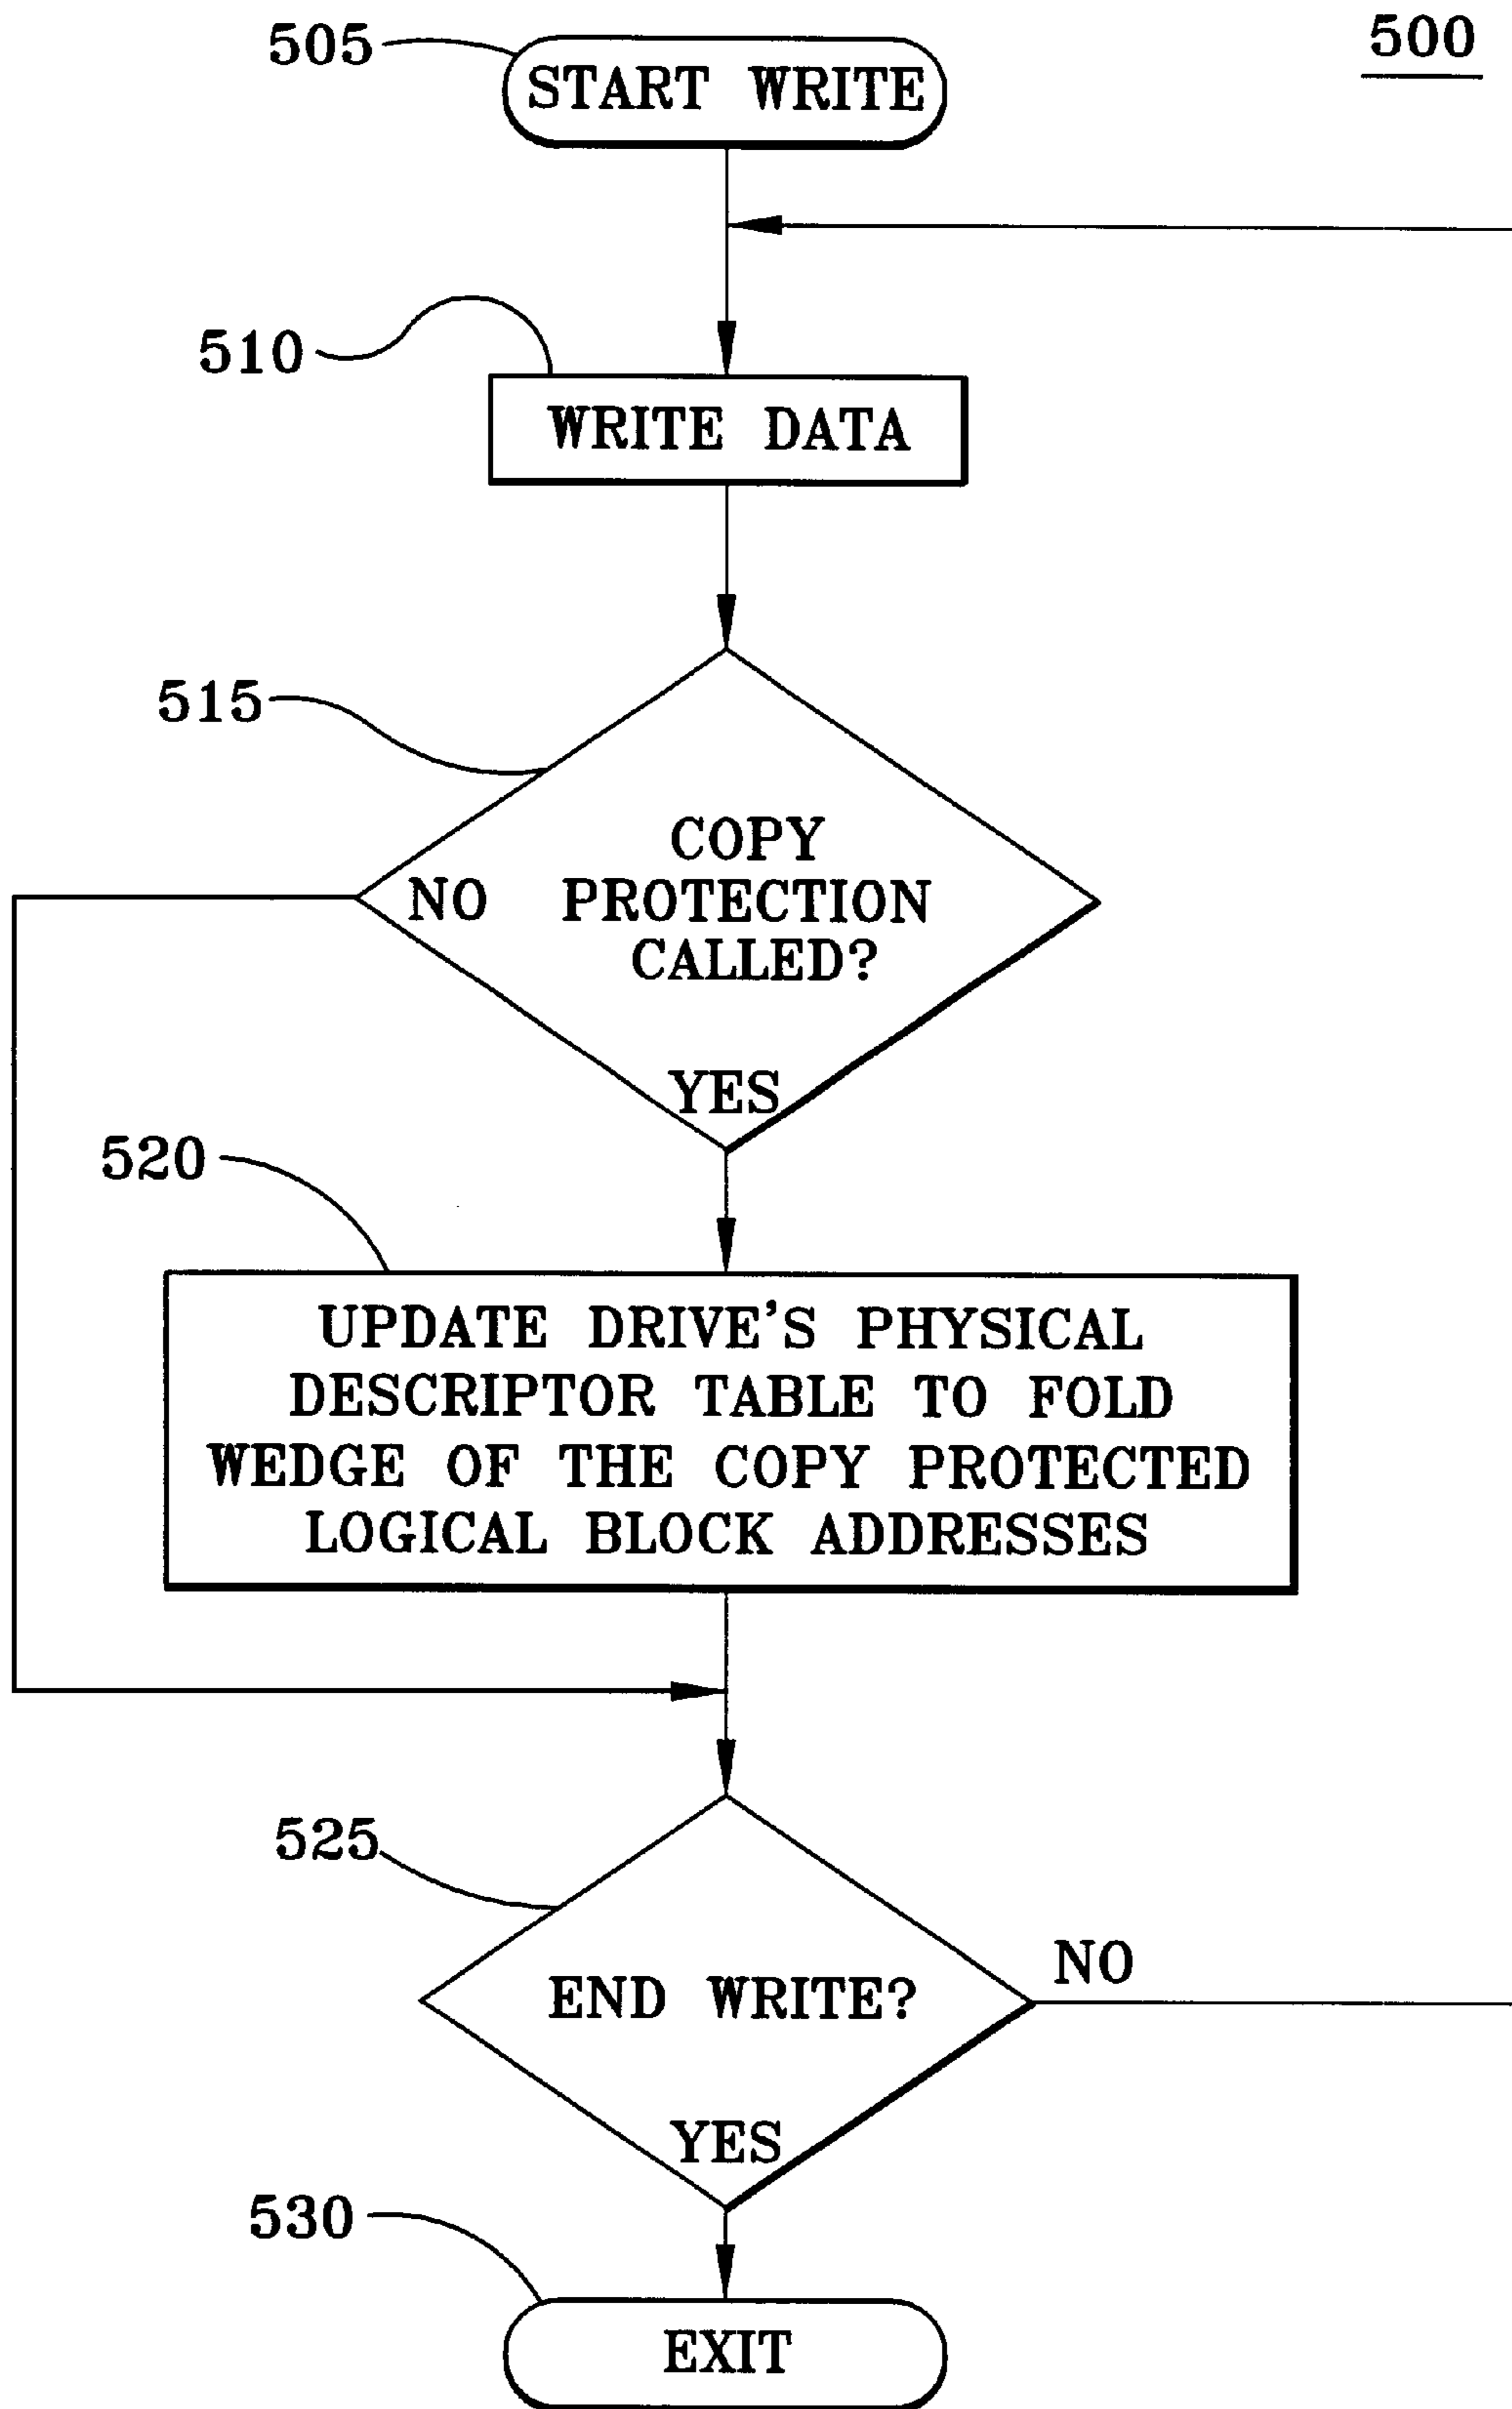 500
505
START WRITE
510
WRITE DATA
515
COPY
NO PROTECTION
CALLED?
YES
520
UPDATE DRIVE'S PHYSICAL
DESCRIPTOR TABLE TO FOLD
WEDGE OF THE COPY PROTECTED
LOGICAL BLOCK ADDRESSES
525
END WRITE?
NO
YES
530
EXIT